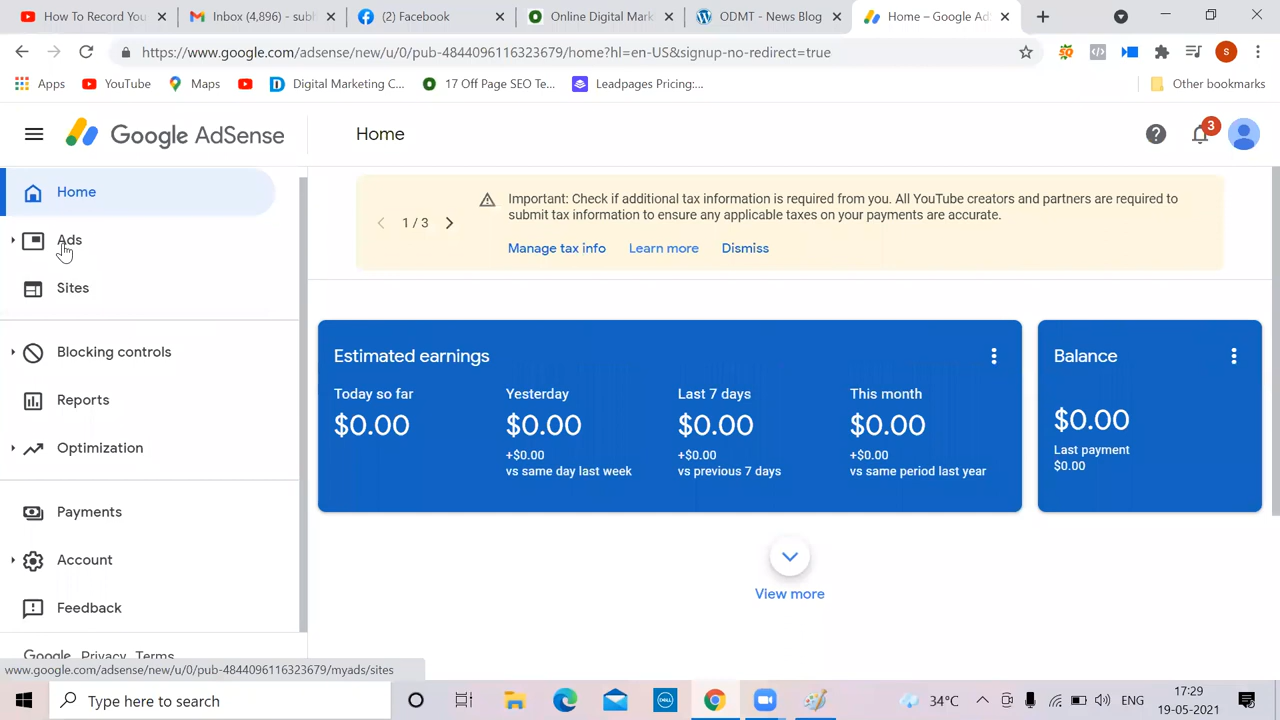 How To Record You
Inbox (4,896) - subl
(2) Facebook
Online Digital Mark
ODMT - News Blog
Home – Google Ad
https://www.google.com/adsense/new/u/0/pub-4844096116323679/home?hl=en-US&signup-no-redirect=true
S
Apps
YouTube
Maps
Digital Marketing C...
17 Off Page SEO Te...
Leadpages Pricing:...
Other bookmarks
Google AdSense
Home
3
Home
Ads
Sites
Blocking controls
Reports
Optimization
Payments
Account
Feedback
Google Privacy Terms
1 / 3
Important: Check if additional tax information is required from you. All YouTube creators and partners are required to
submit tax information to ensure any applicable taxes on your payments are accurate.
Manage tax info Learn more Dismiss
Estimated earnings
Today so far
$0.00
Yesterday
$0.00
+$0.00
vs same day last week
Last 7 days
$0.00
+$0.00
vs previous 7 days
This month
$0.00
+$0.00
vs same period last year
Balance
$0.00
Last payment
$0.00
View more
www.google.com/adsense/new/u/0/pub-4844096116323679/myads/sites
Type here to search
DELL
34°C
ENG
17:29
19-05-2021